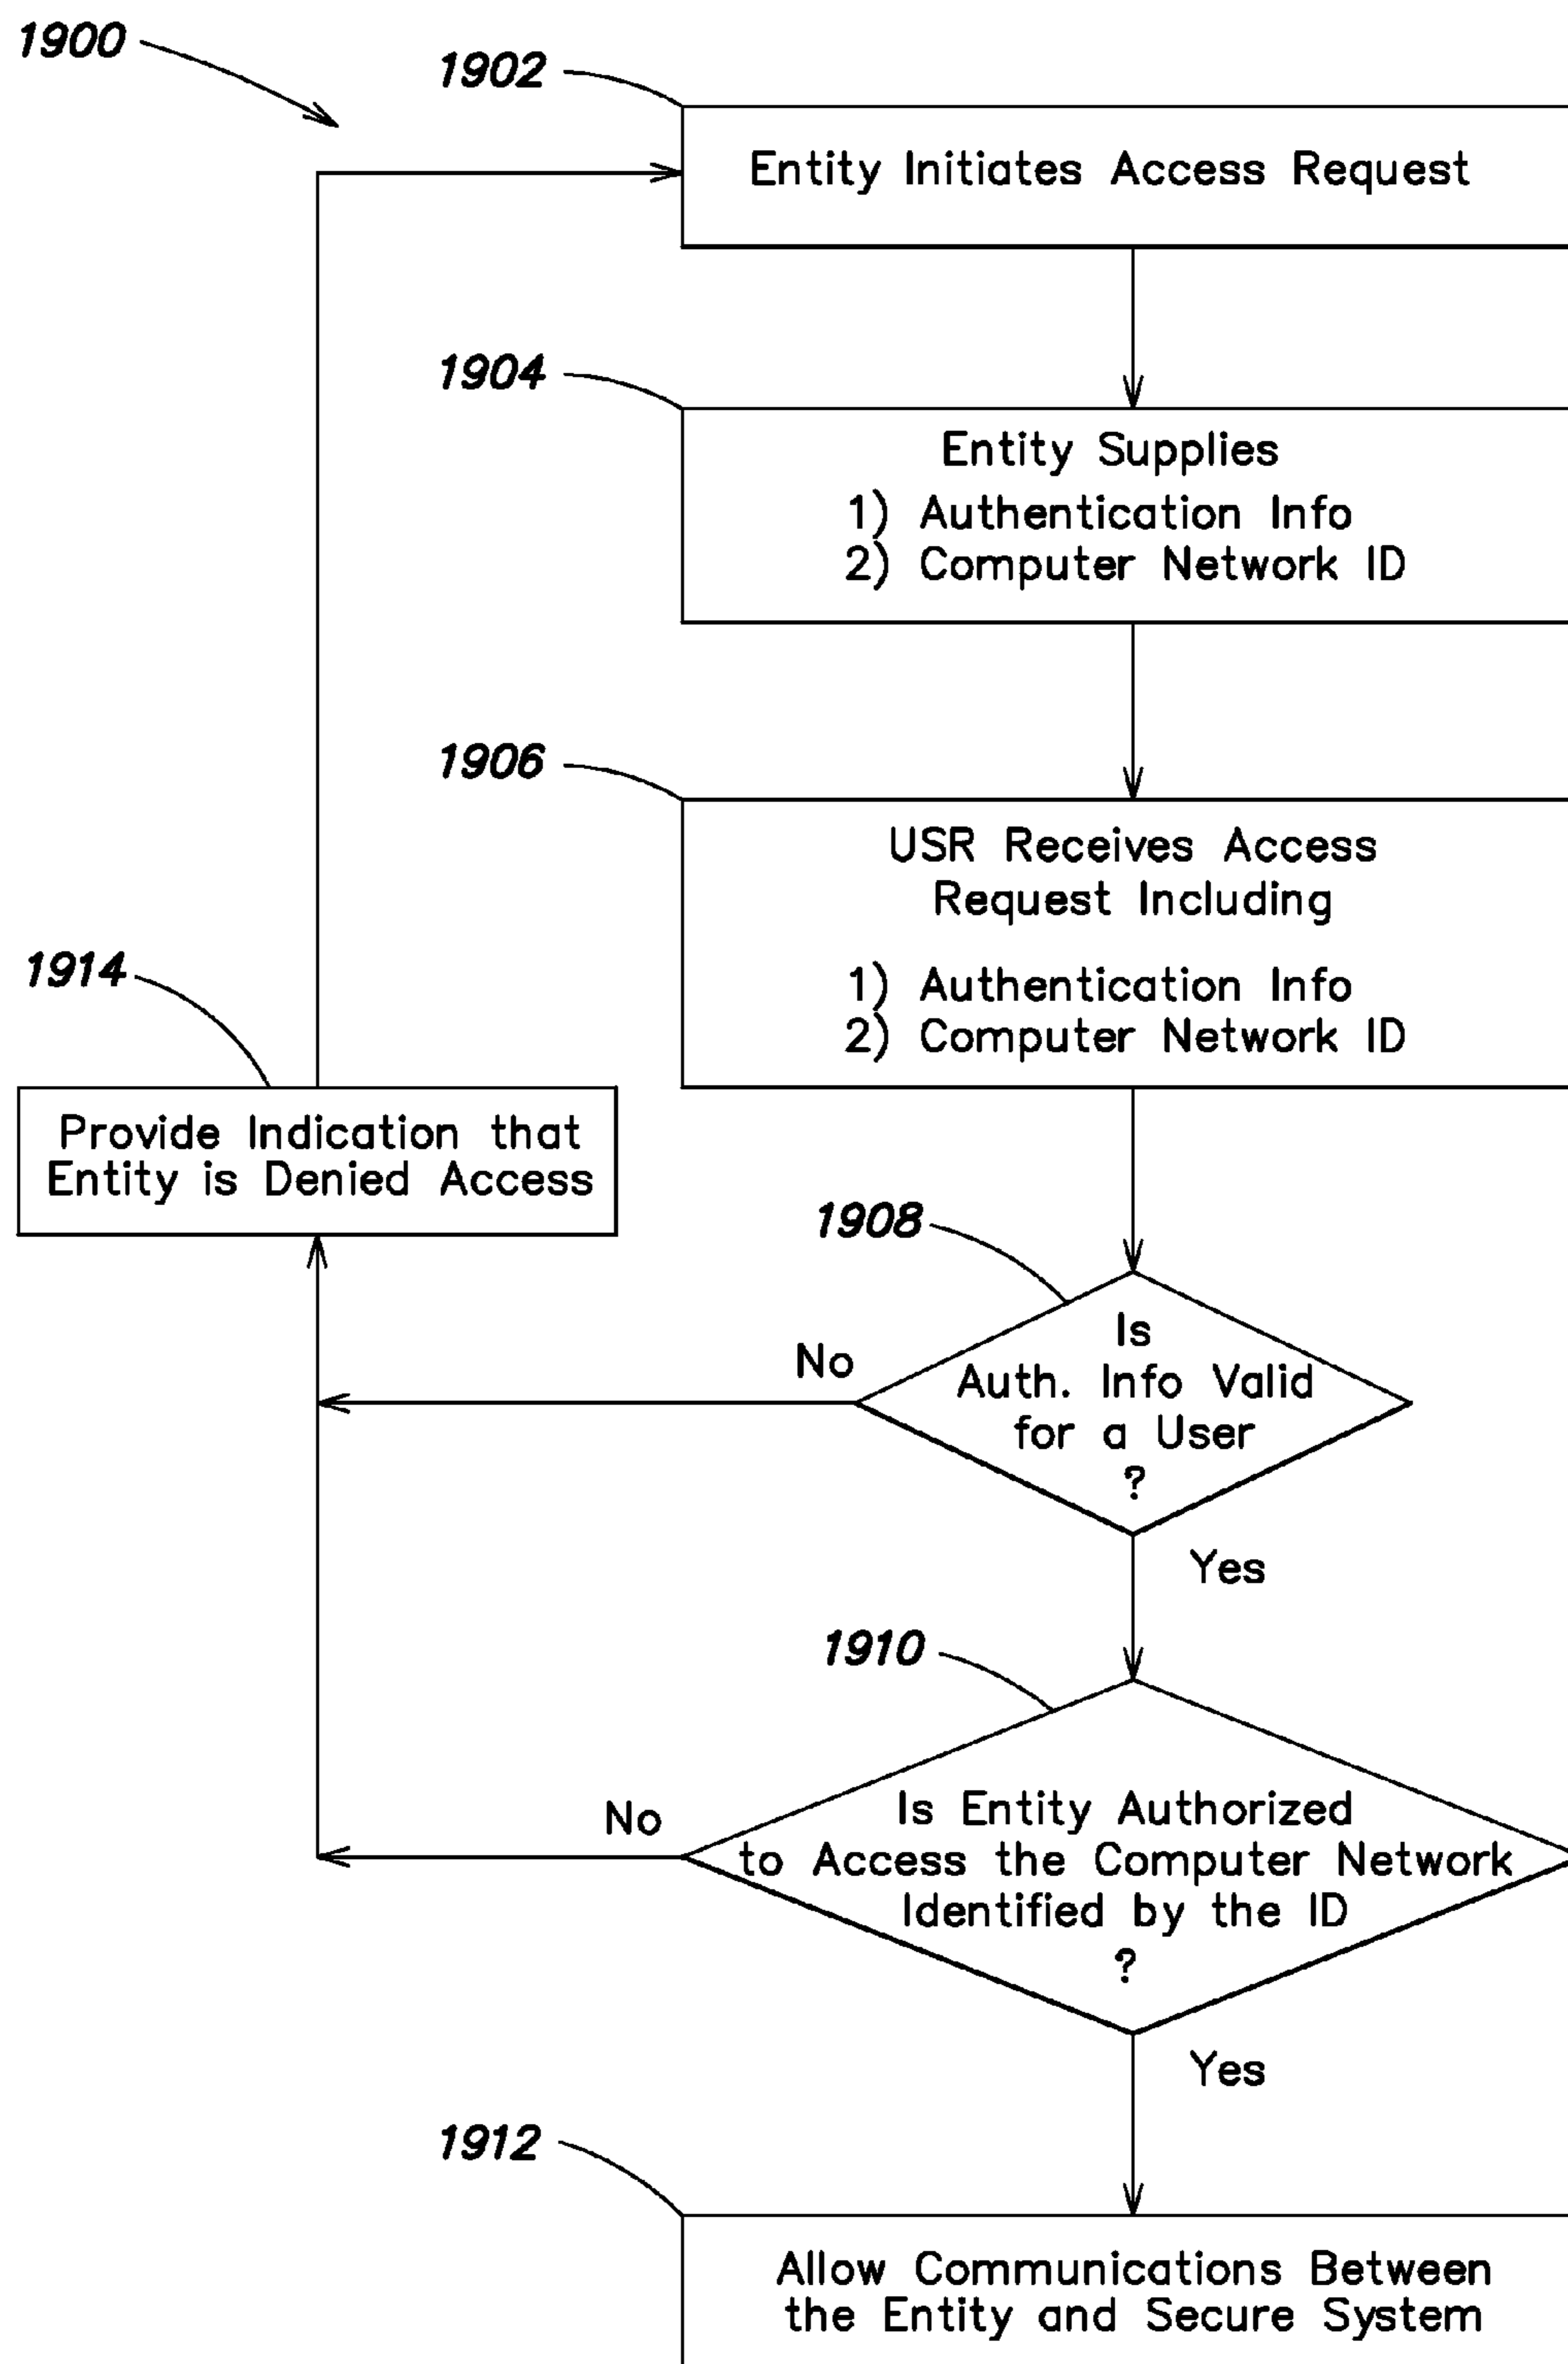 1900
1902
Entity Initiates Access Request
1904
Entity Supplies
1) Authentication Info
2) Computer Network ID
1906
USR Receives Access
Request Including
1) Authentication Info
2) Computer Network ID
1914
Provide Indication that
Entity is Denied Access
1908
Is
Auth. Info Valid
for a User
?
No
Yes
1910
Is Entity Authorized
to Access the Computer Network
Identified by the ID
?
No
Yes
1912
Allow Communications Between
the Entity and Secure System